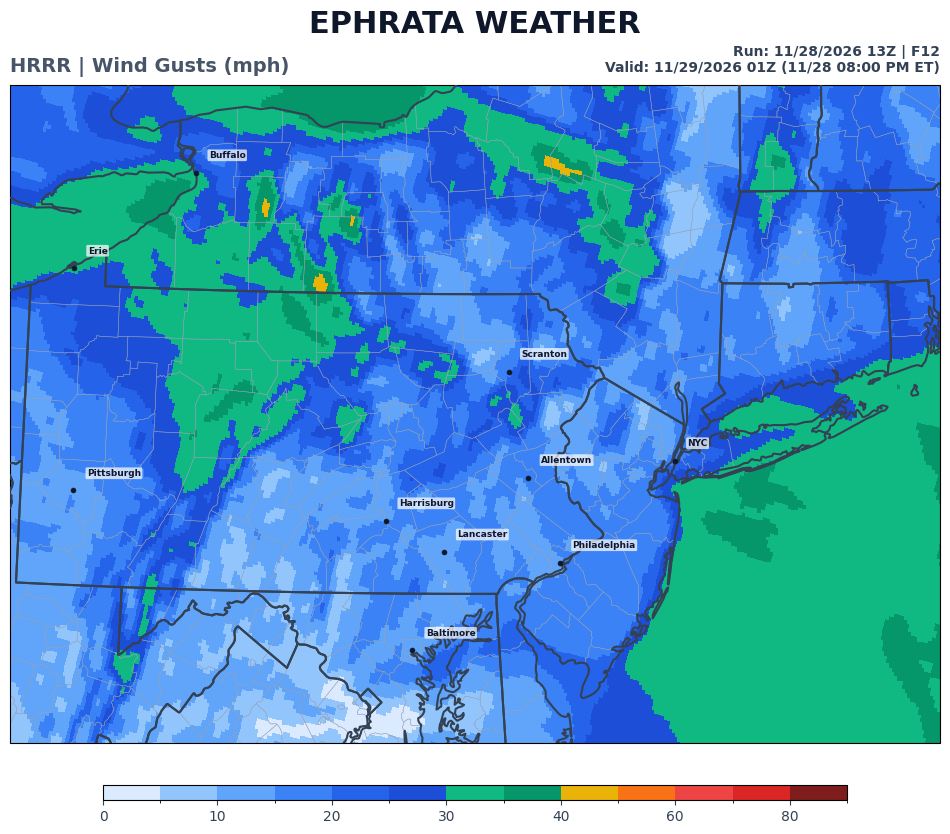 EPHRATA WEATHER
HRRR | Wind Gusts (mph)
Run: 11/28/2026 13Z | F12
Valid: 11/29/2026 01Z (11/28 08:00 PM ET)
Buffalo
Erie
Scranton
NYC
Pittsburgh
Allentown
Harrisburg
Lancaster
Philadelphia
Baltimore
0 10 20 30 40 50 60 70 80